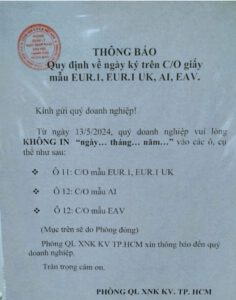 THÔNG BÁO
Quy định về ngày ký trên C/O giấy
mẫu EUR.1, EUR.1 UK, AI, EAV.
Kính gửi quý doanh nghiệp!
Từ ngày 13/5/2024, quý doanh nghiệp vui lòng
KHÔNG IN "ngày… tháng… năm…" vào các ô, cụ
thể như sau:
Ô 11: C/O mẫu EUR.1, EUR.1 UK
Ô 12: C/O mẫu AI
Ô 12: C/O mẫu EAV
(Mục trên sẽ do Phòng đóng)
Phòng QL XNK KV TP.HCM xin thông báo đến quý
doanh nghiệp.
Trân trọng cảm ơn.
PHÒNG QL XNK KV. TP. HCM